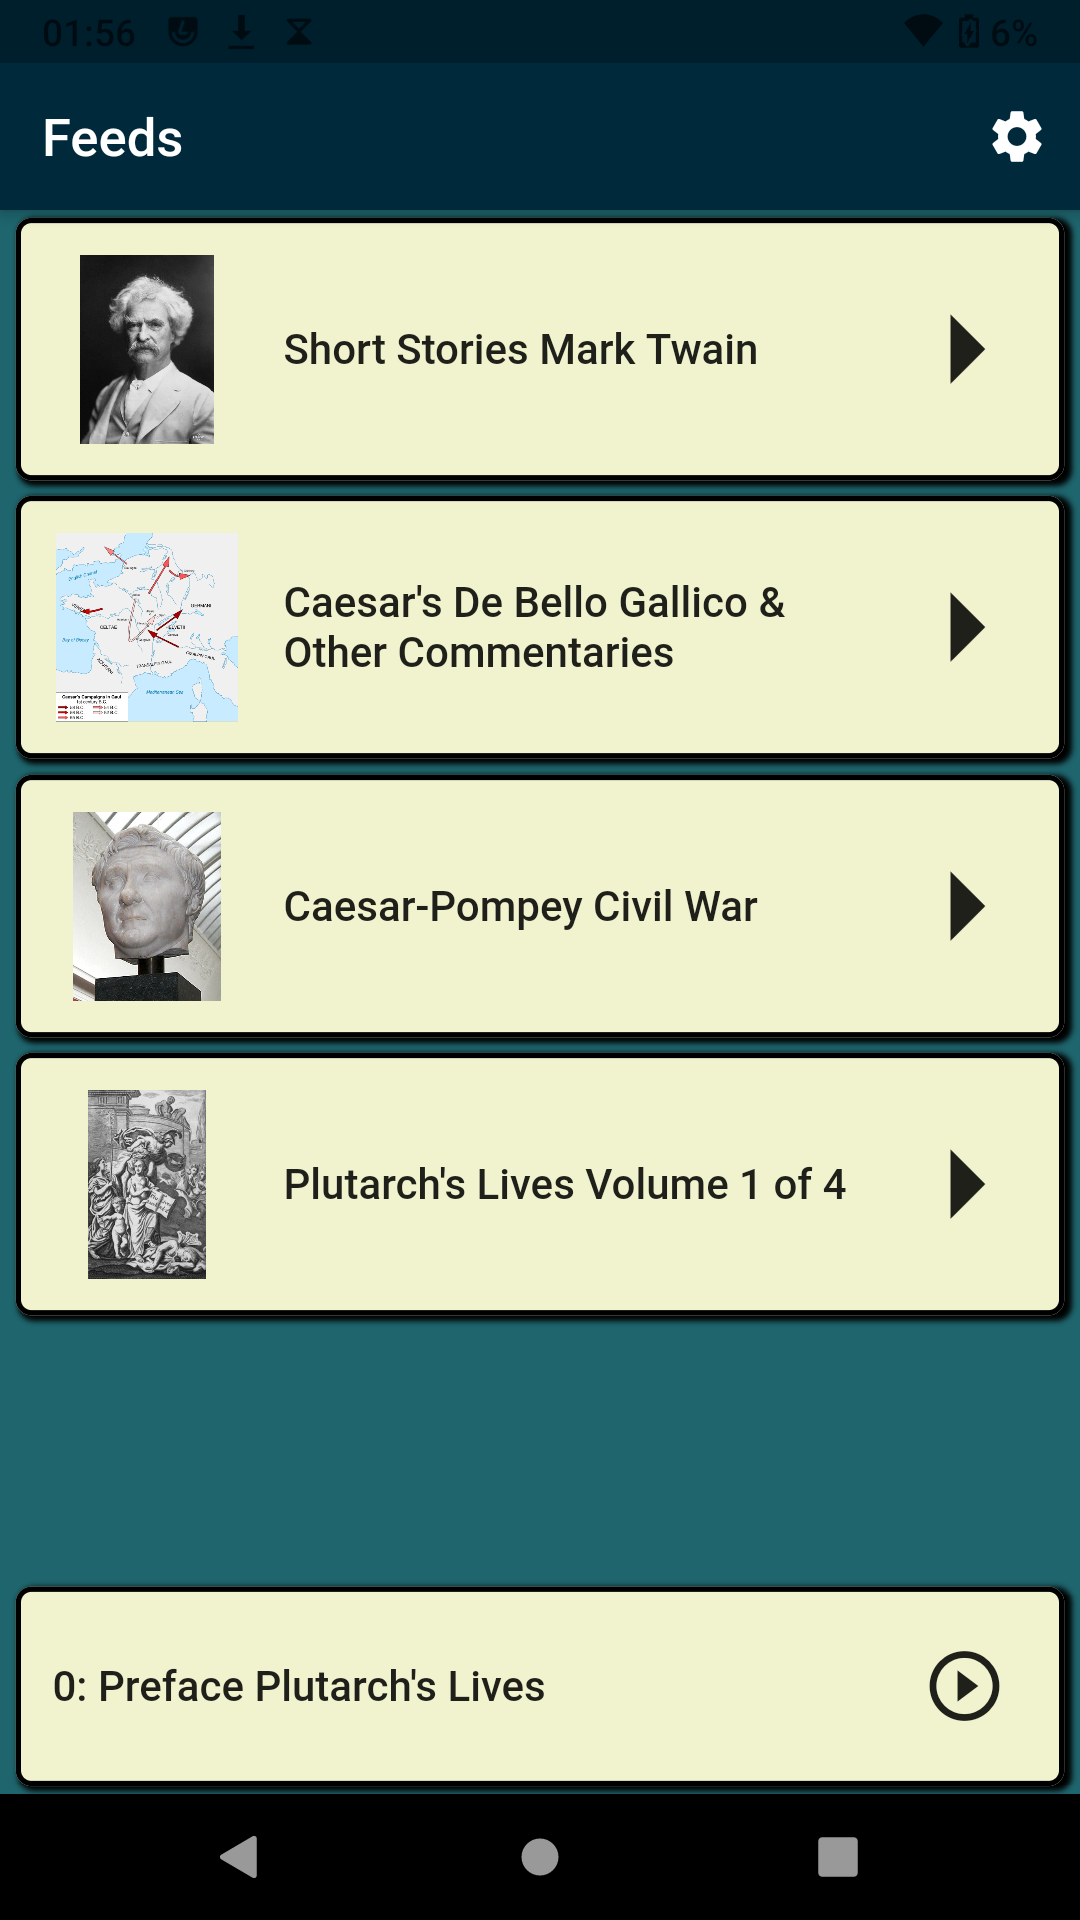 01:56
6%
Feeds
Short Stories Mark Twain
Caesar's De Bello Gallico &
Other Commentaries
Caesar-Pompey Civil War
Plutarch's Lives Volume 1 of 4
0: Preface Plutarch's Lives